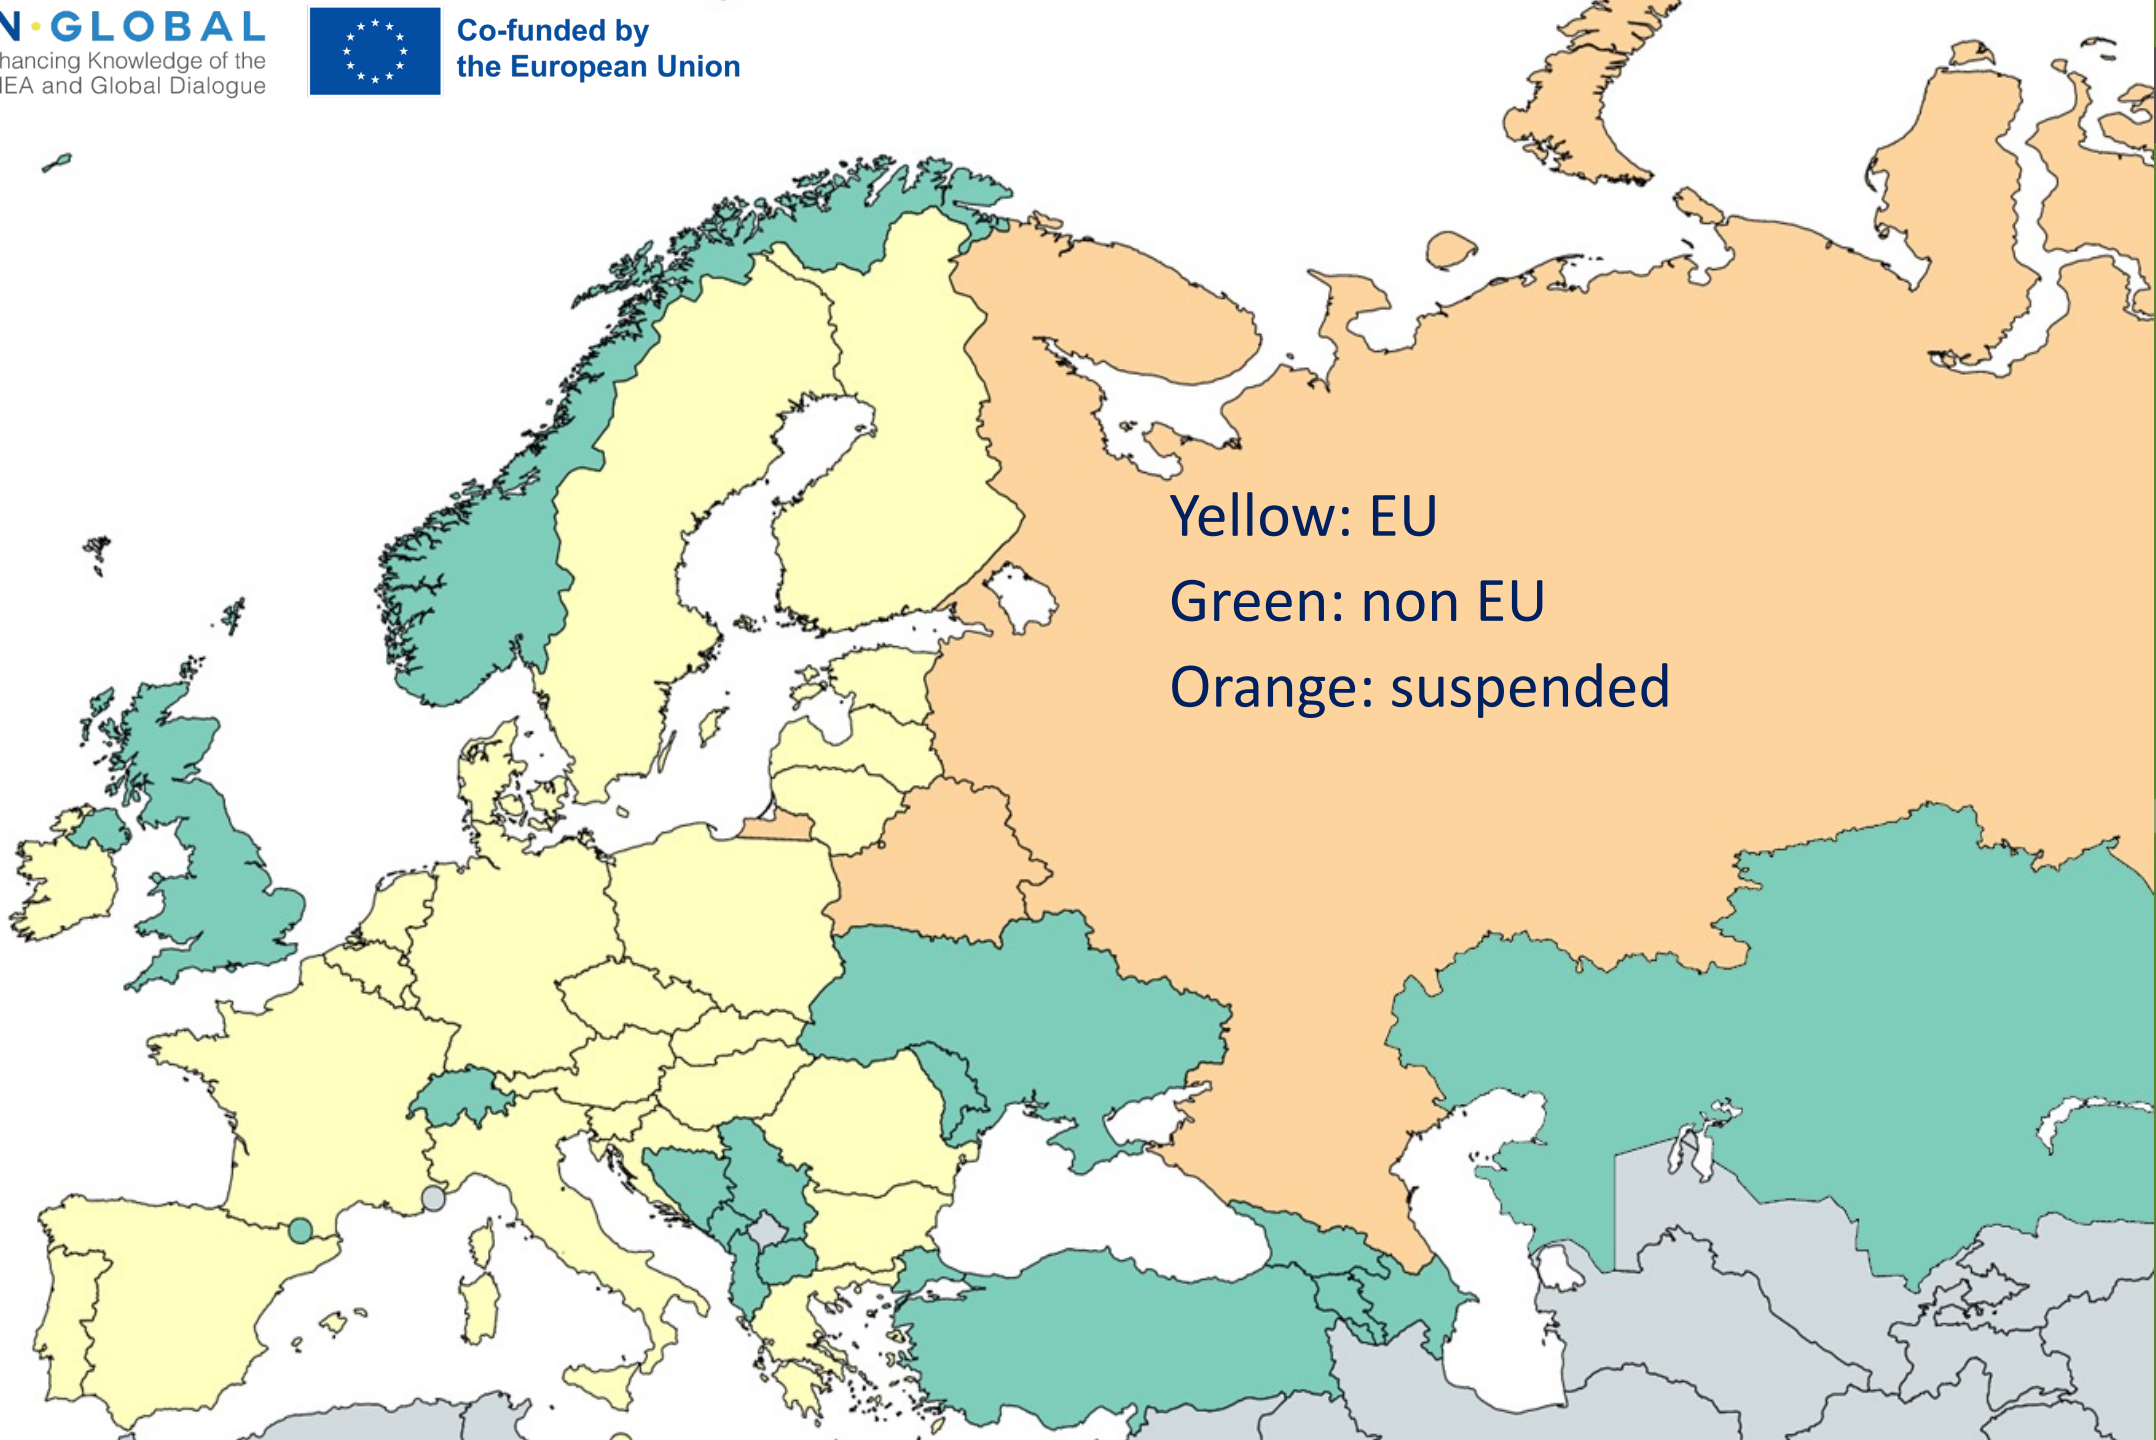 N·GLOBAL
hancing Knowledge of the
EA and Global Dialogue
Co-funded by
the European Union
Yellow: EU
Green: non EU
Orange: suspended